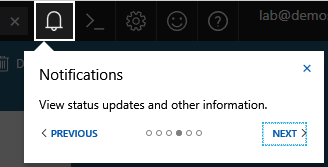 lab@demo
D
Notifications
View status updates and other information.
PREVIOUS
NEXT